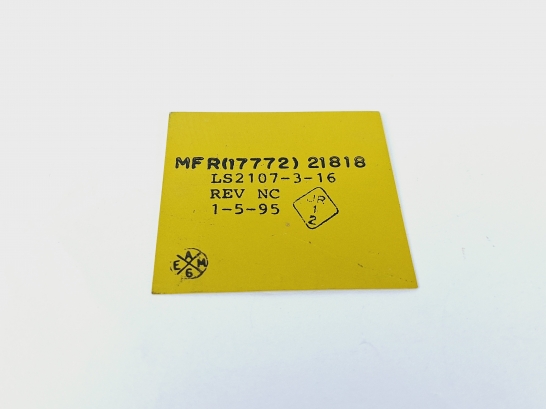 MFR(17772) 21818
LS2107-3-16
REV NC
1-5-95
JR
1
2
A
E M
6